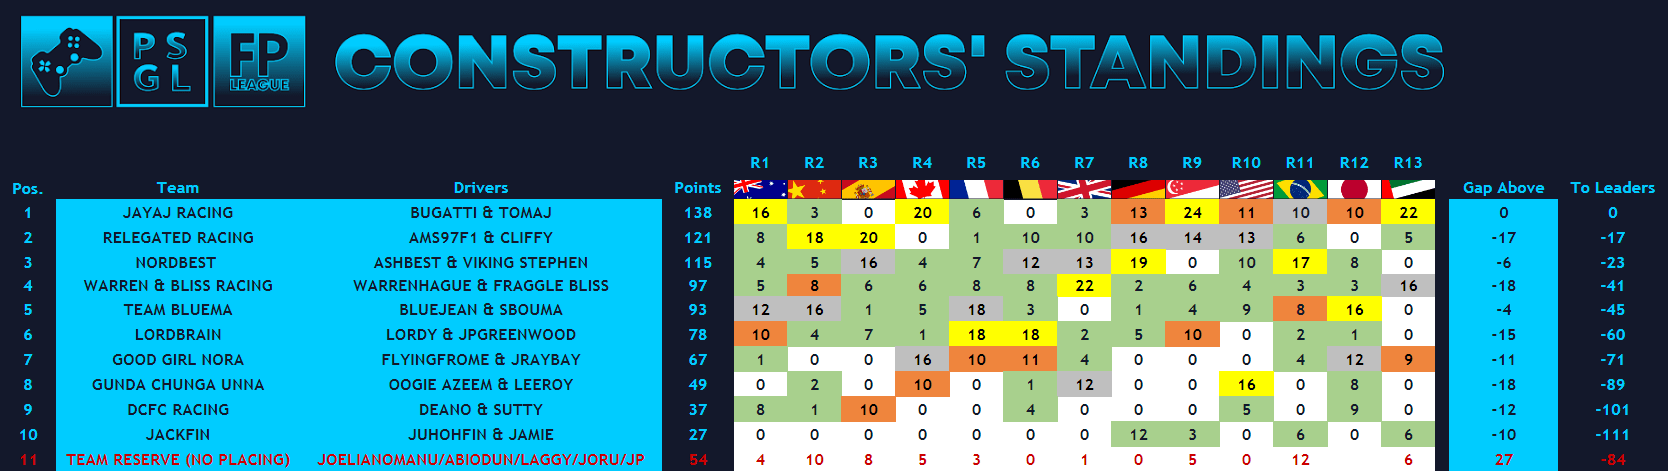 PS
GL
FP
LEAGUE
CONSTRUCTORS' STANDINGS
R1 R2 R3 R4 R5 R6 R7 R8 R9 R10 R11 R12 R13
Pos. Team Drivers Points Gap Above To Leaders
1 JAYAJ RACING BUGATTI & TOMAJ 138 16 3 0 20 6 0 3 13 24 11 10 10 22 0 0
2 RELEGATED RACING AMS97F1 & CLIFFY 121 8 18 20 0 1 10 10 16 14 13 6 0 5 -17 -17
3 NORDBEST ASHBEST & VIKING STEPHEN 115 4 5 16 4 7 12 13 19 0 10 17 8 0 -6 -23
4 WARREN & BLISS RACING WARRENHAGUE & FRAGGLE BLISS 97 5 8 6 6 8 8 22 2 6 4 3 3 16 -18 -41
5 TEAM BLUEMA BLUEJEAN & SBOUMA 93 12 16 1 5 18 3 0 1 4 9 8 16 0 -4 -45
6 LORDBRAIN LORDY & JPGREENWOOD 78 10 4 7 1 18 18 2 5 10 0 2 1 0 -15 -60
7 GOOD GIRL NORA FLYINGFROME & JRAYBAY 67 1 0 0 16 10 11 4 0 0 0 4 12 9 -11 -71
8 GUNDA CHUNGA UNNA OOGIE AZEEM & LEEROY 49 0 2 0 10 0 1 12 0 0 16 0 8 0 -18 -89
9 DCFC RACING DEANO & SUTTY 37 8 1 10 0 0 4 0 0 0 5 0 9 0 -12 -101
10 JACKFIN JUHOHFIN & JAMIE 27 0 0 0 0 0 0 0 12 3 0 6 0 6 -10 -111
11 TEAM RESERVE (NO PLACING) JOELIANOMANU/ABIODUN/LAGGY/JORU/JP 54 4 10 8 5 3 0 1 0 5 0 12 6 27 -84